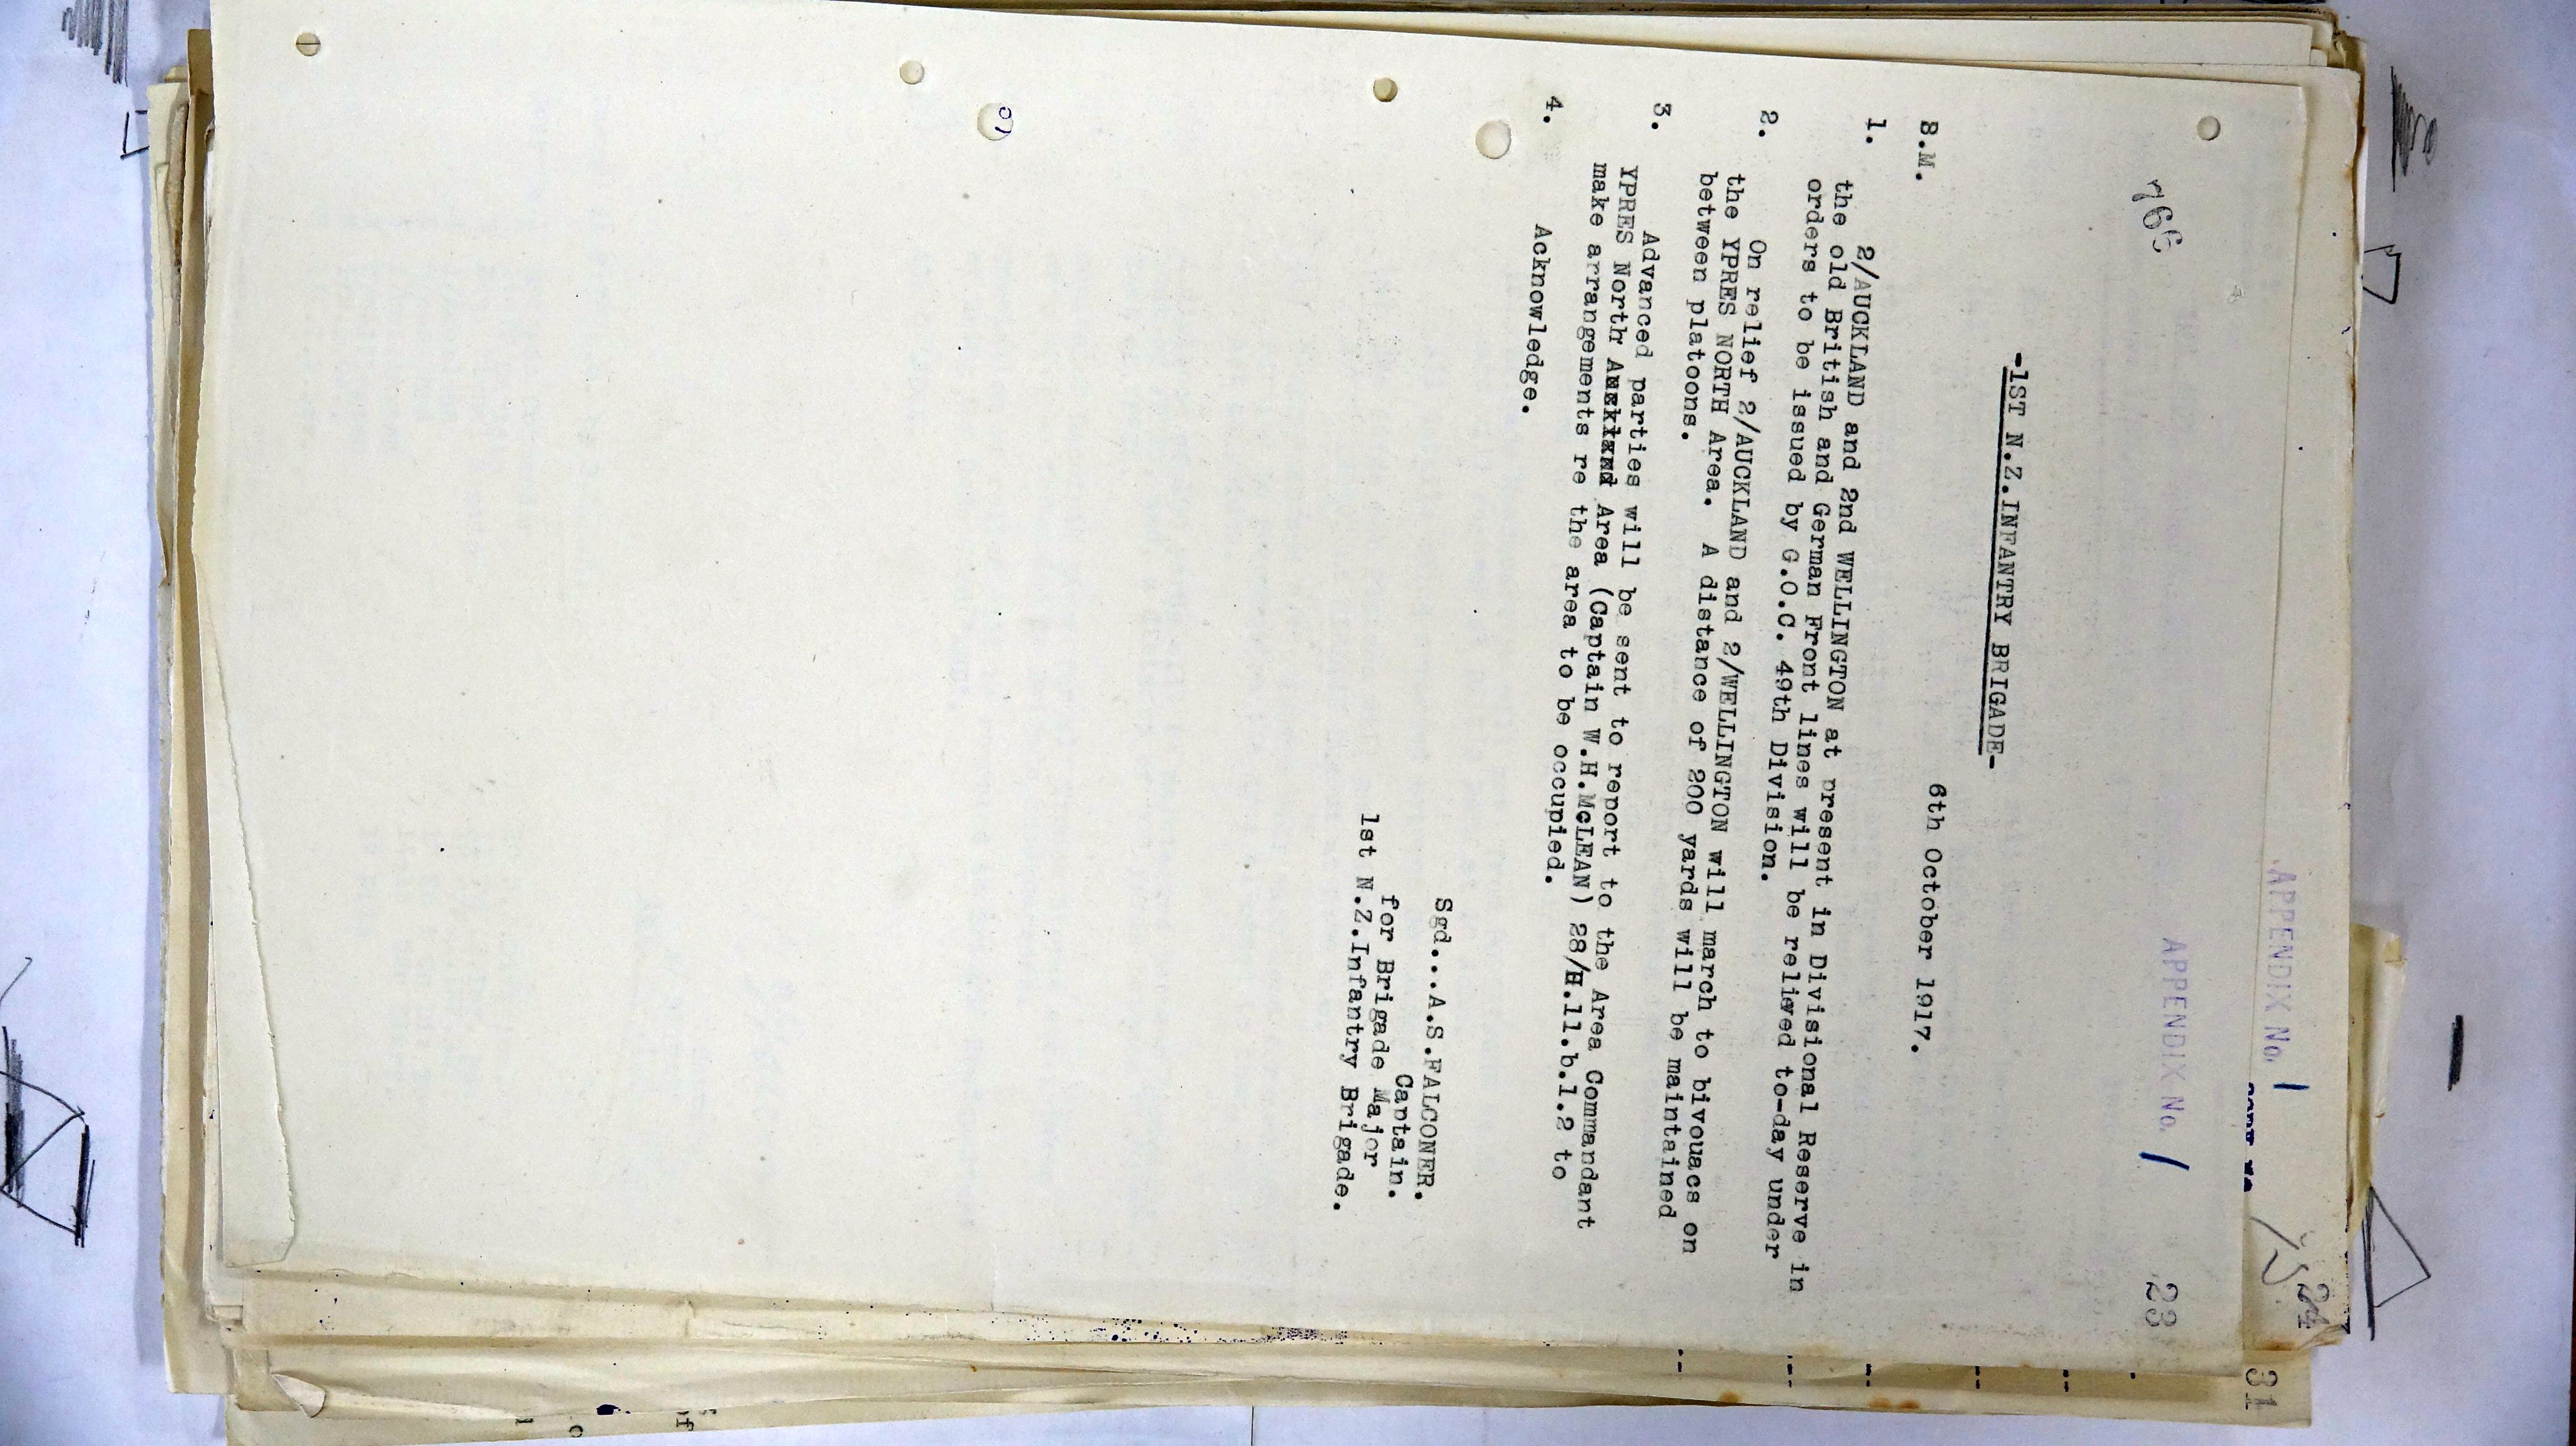 APPENDIX No. 1
24
APPENDIX No. 1
23
31
766
-1ST N.Z.INFANTRY BRIGADE-
B.M. 6th October 1917.
1. 2/AUCKLAND and 2nd WELLINGTON at present in Divisional Reserve in
the old British and German Front lines will be relieved to-day under
orders to be issued by G.O.C. 49th Division.
2. On relief 2/AUCKLAND and 2/WELLINGTON will march to bivouacs on
the YPRES NORTH Area. A distance of 200 yards will be maintained
between platoons.
3. Advanced parties will be sent to report to the Area Commandant
YPRES North Auckland Area (Captain W.H.McLEAN) 28/H.11.b.1.2 to
make arrangements re the area to be occupied.
4. Acknowledge.
Sgd...A.S.FALCONER.
Captain.
for Brigade Major
1st N.Z.Infantry Brigade.